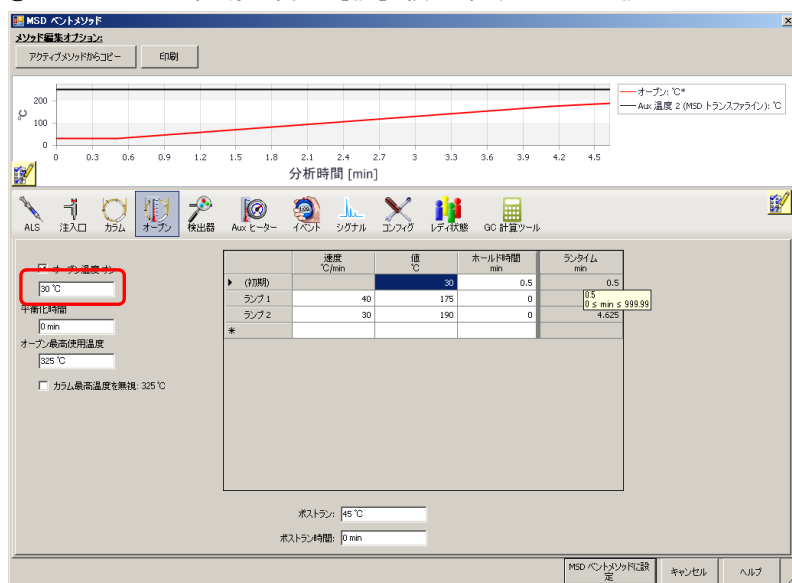 MSD ベントメソッド
メソッド編集オプション:
アクティブメソッドからコピー 印刷
℃
200
100
0
0 0.3 0.6 0.9 1.2 1.5 1.8 2.1 2.4 2.7 3 3.3 3.6 3.9 4.2 4.5
分析時間 [min]
オーブン: ℃*
Aux 温度 2 (MSD トランスファライン): ℃
ALS 注入口 カラム オーブン 検出器 Aux ヒーター イベント シグナル コンフィグ レディ状態 GC 計算ツール
オーブン温度オン
30 ℃
平衡化時間
0 min
オーブン最高使用温度
325 ℃
カラム最高温度を無視: 325 ℃
速度 値 ホールド時間 ランタイム
℃/min ℃ min min
(初期) 30 0.5 0.5
ランプ 1 40 175 0
0.5
0 ≤ min ≤ 999.99
ランプ 2 30 190 0 4.625
*
ポストラン: 45 ℃
ポストラン時間: 0 min
MSD ベントメソッドに設定 キャンセル ヘルプ